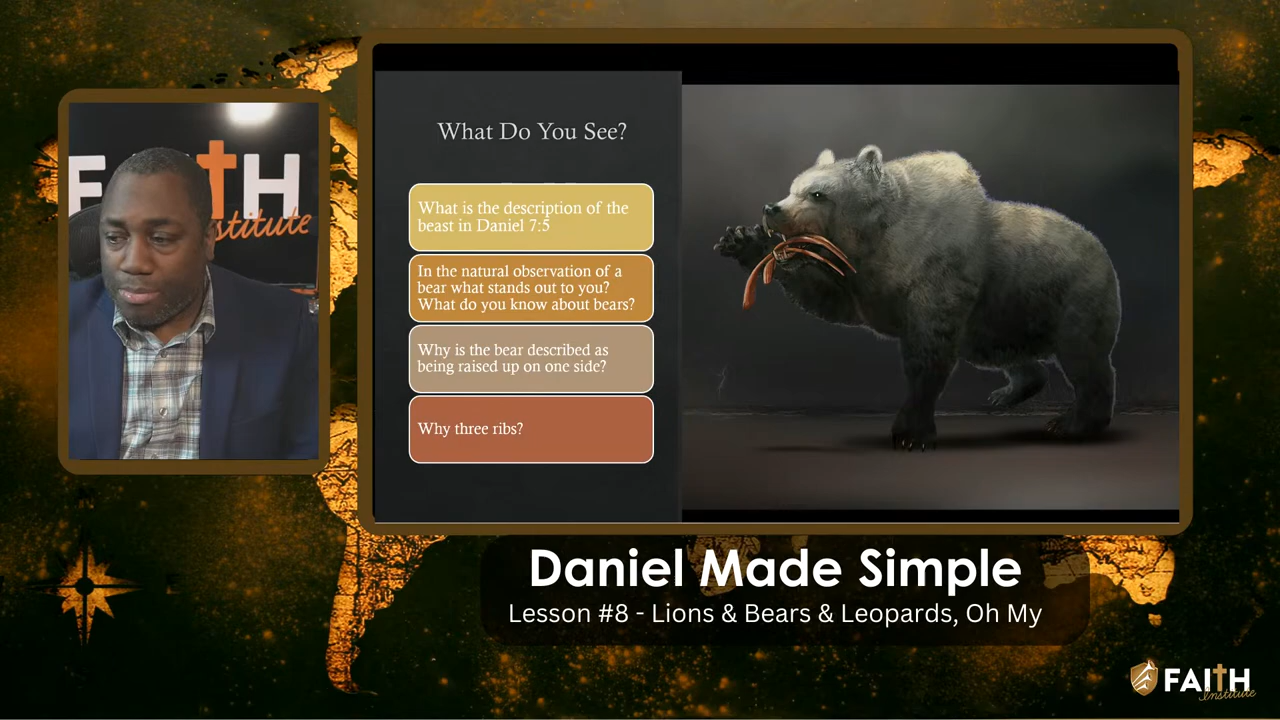 FAITH
Institute
What Do You See?
What is the description of the
beast in Daniel 7:5
In the natural observation of a
bear what stands out to you?
What do you know about bears?
Why is the bear described as
being raised up on one side?
Why three ribs?
Daniel Made Simple
Lesson #8 - Lions & Bears & Leopards, Oh My
FAITH
Institute